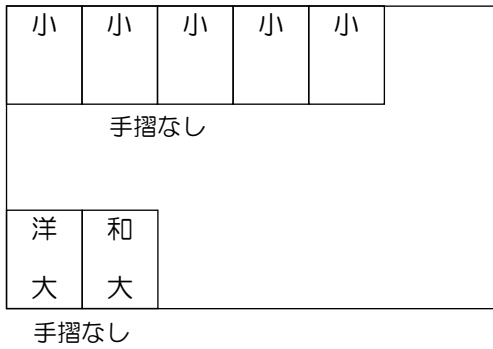 小 小 小 小 小
手摺なし
洋 和
大 大
手摺なし